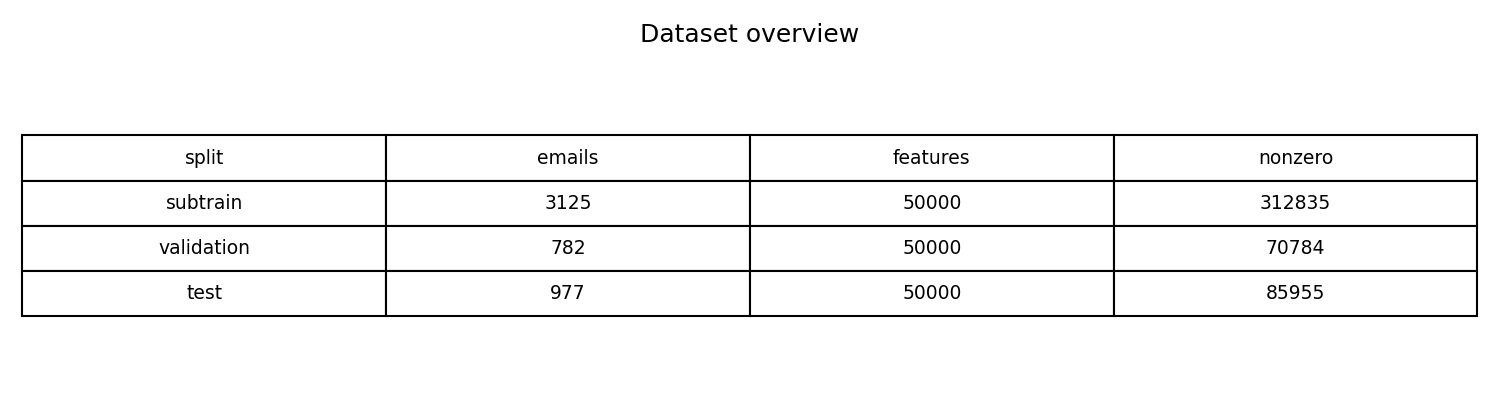 Dataset overview
split emails features nonzero
subtrain 3125 50000 312835
validation 782 50000 70784
test 977 50000 85955